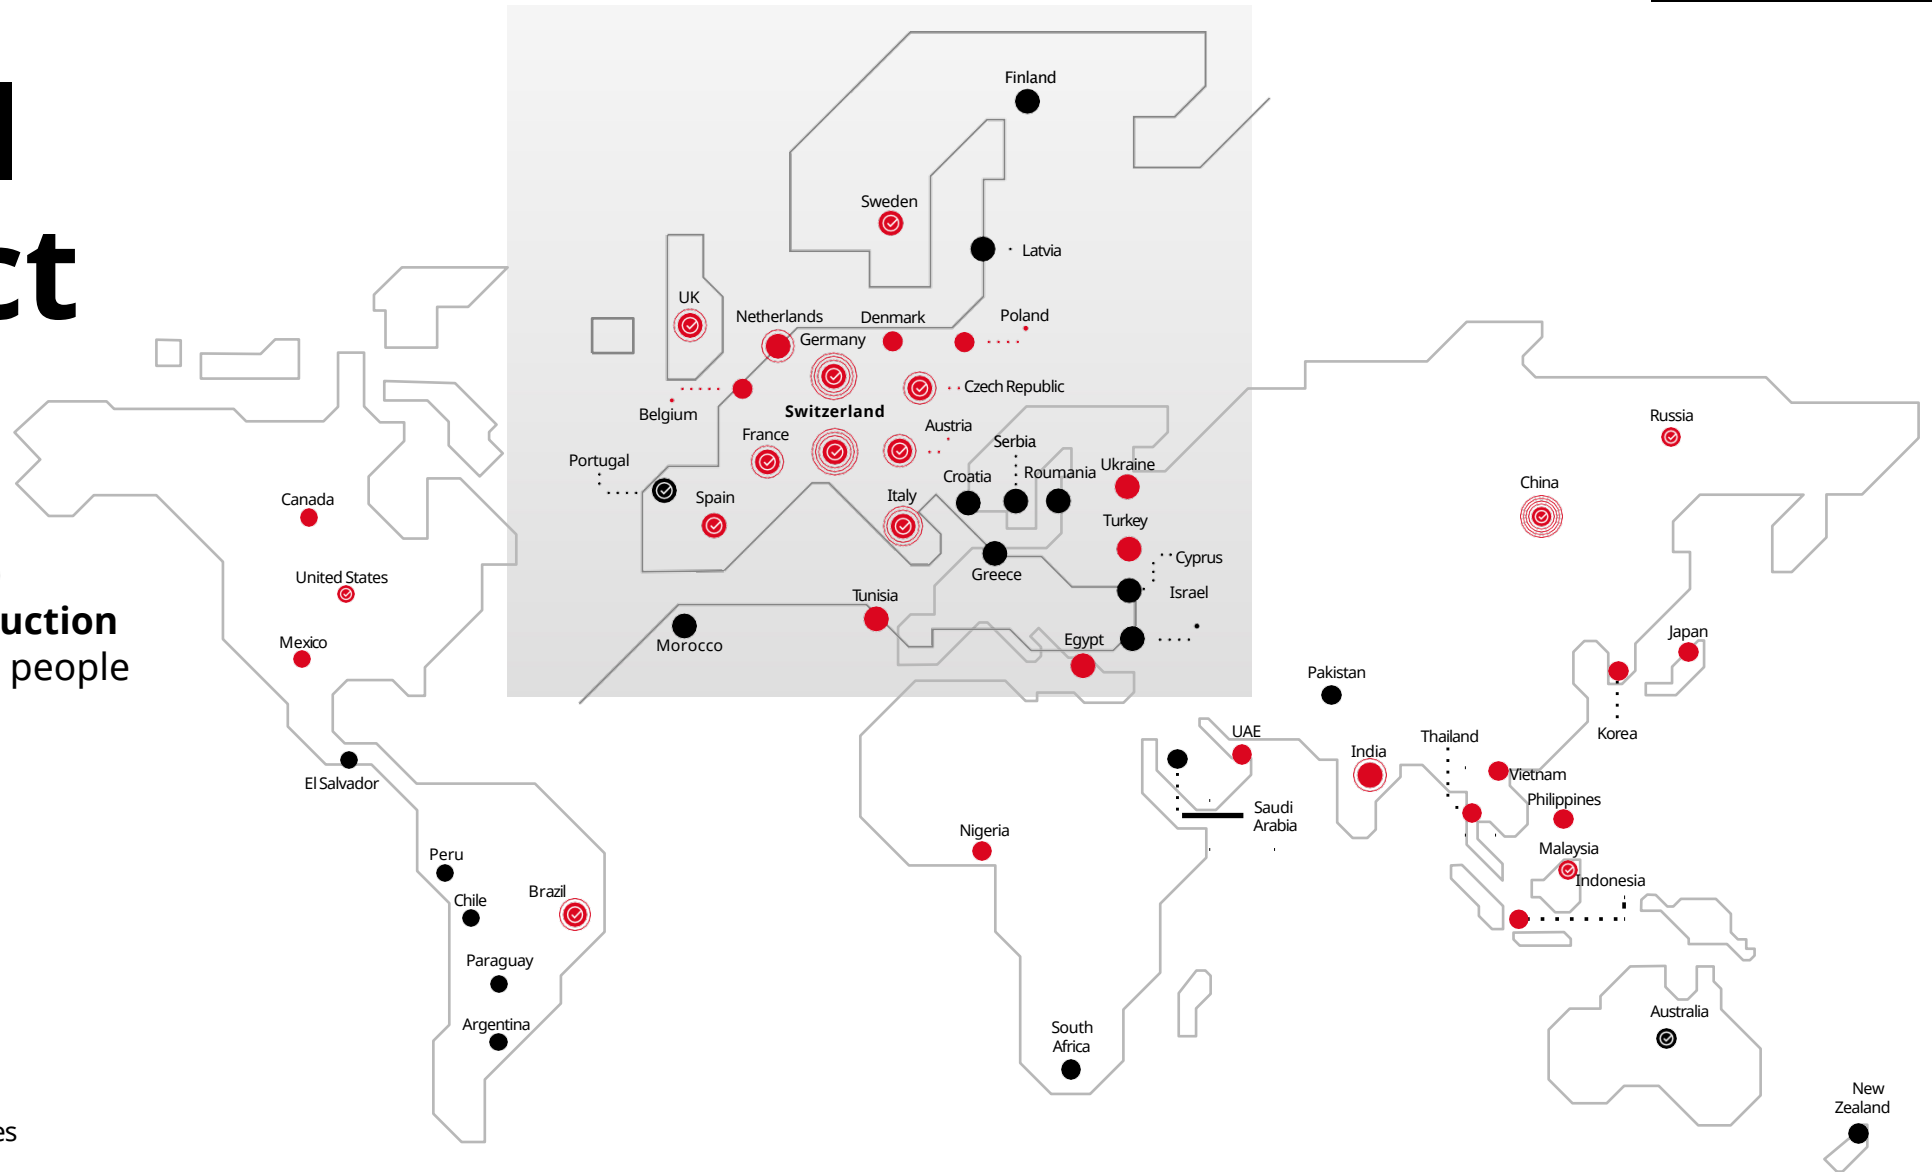 l
ct
uction
people
es
Finland
Sweden
Latvia
UK
Netherlands
Denmark
Poland
Germany
Czech Republic
Belgium
Switzerland
France
Austria
Serbia
Portugal
Croatia
Roumania
Ukraine
Spain
Italy
Turkey
Cyprus
Greece
Israel
Tunisia
Morocco
Egypt
Canada
United States
Mexico
El Salvador
Peru
Chile
Brazil
Paraguay
Argentina
Russia
China
Japan
Pakistan
Korea
UAE
India
Thailand
Vietnam
Philippines
Saudi
Arabia
Nigeria
Malaysia
Indonesia
South
Africa
Australia
New
Zealand